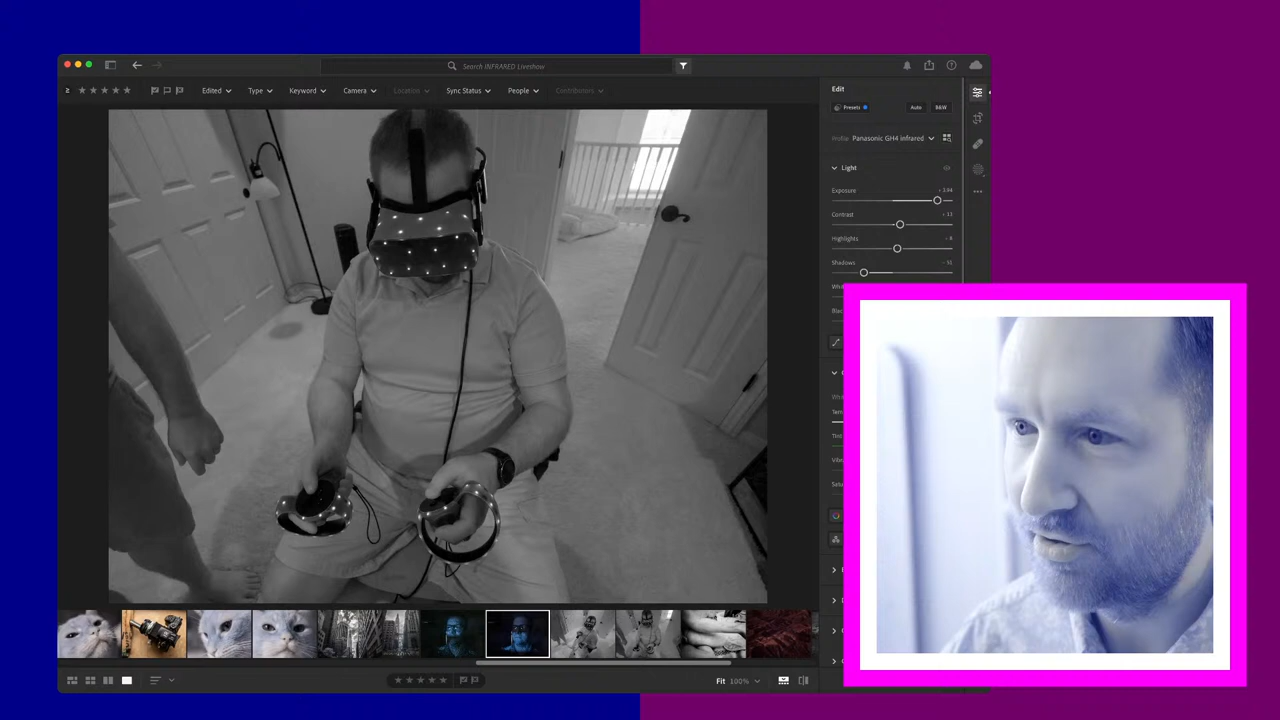 Search INFRARED Liveshow
≥ Edited Type Keyword Camera Location Sync Status People Contributors
Edit
Presets Auto B&W
Profile Panasonic GH4 infrared
Light
Exposure
Contrast + 13
Highlights
Shadows
Fit 100%